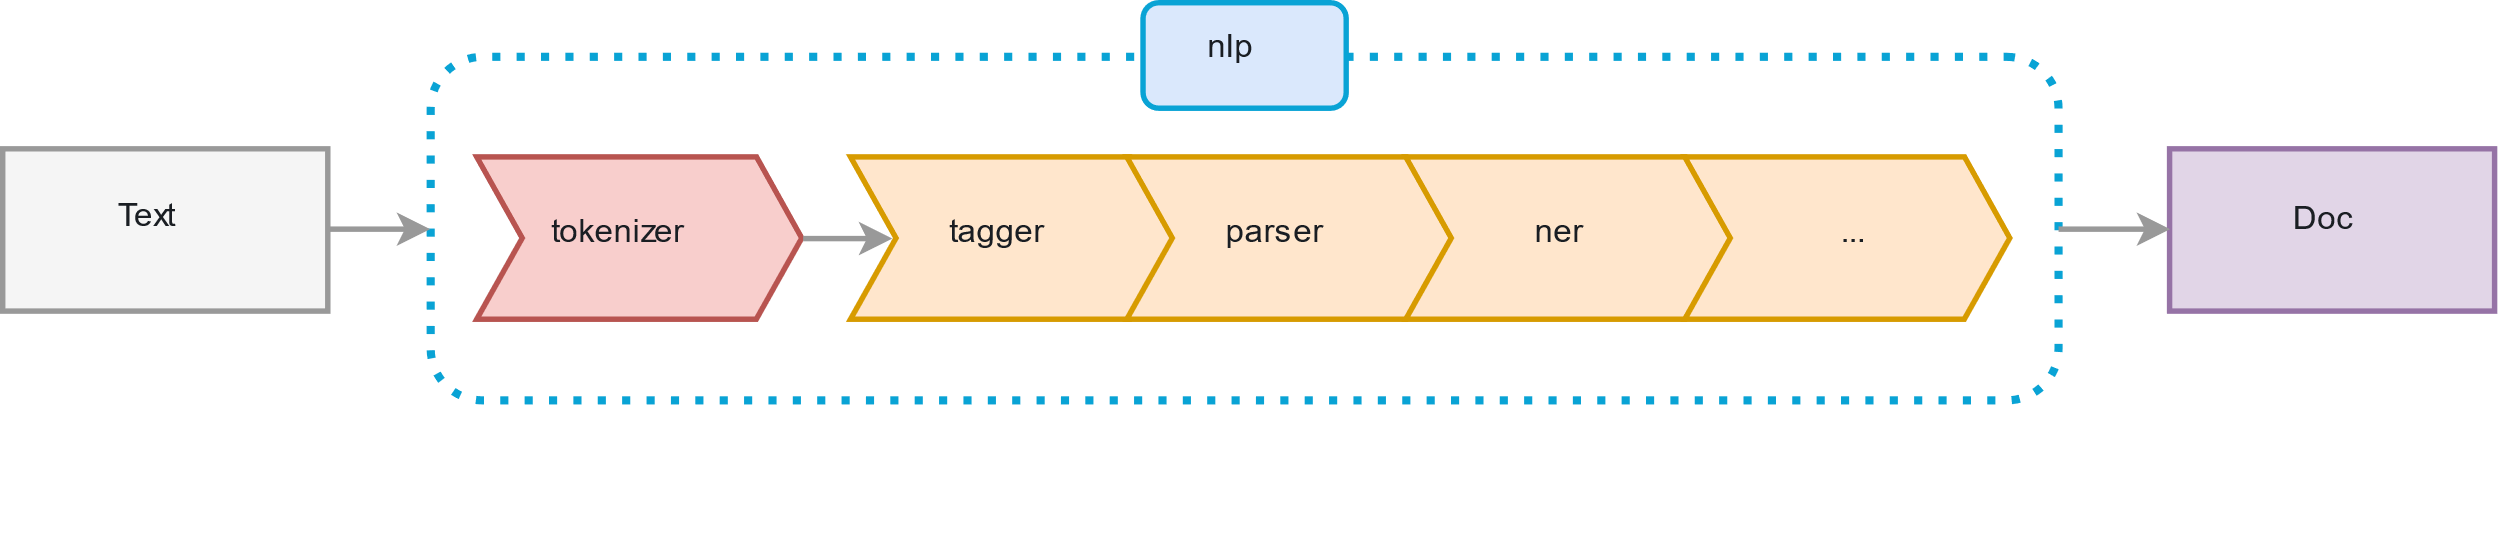 nlp
Text
tokenizer
tagger
parser
ner
...
Doc